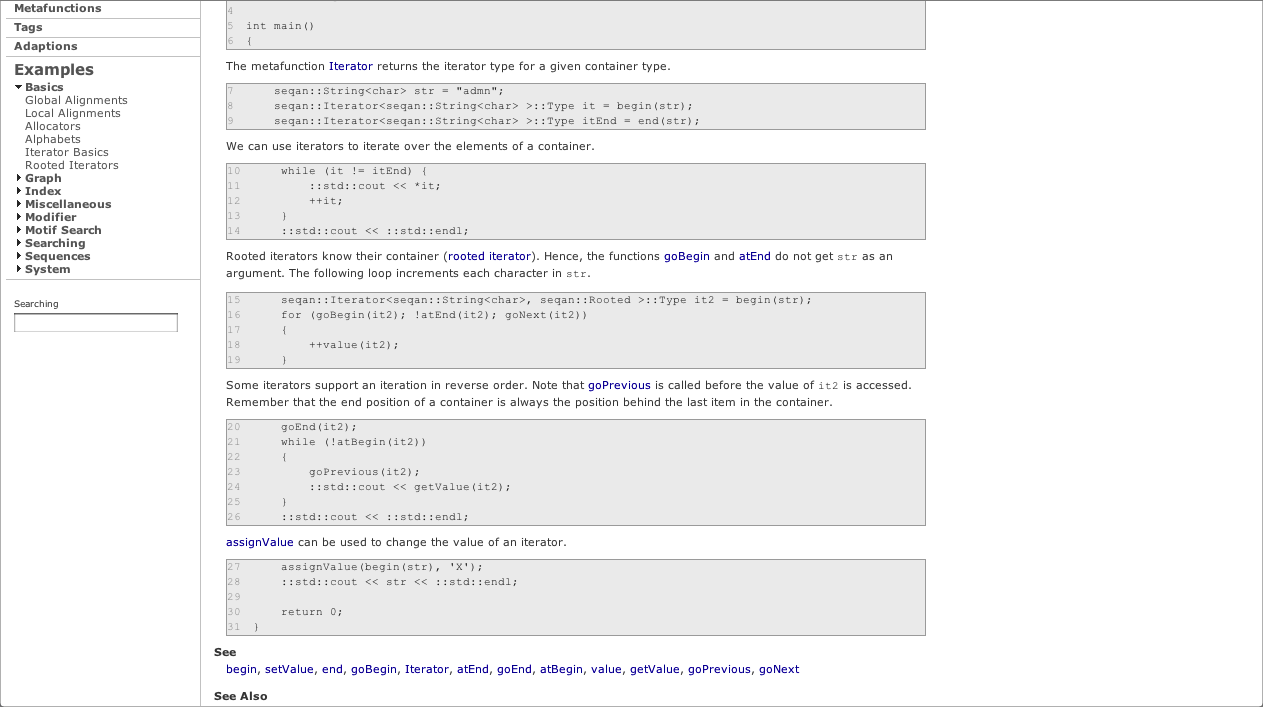 Metafunctions
Tags
Adaptions
Examples
Basics
Global Alignments
Local Alignments
Allocators
Alphabets
Iterator Basics
Rooted Iterators
Graph
Index
Miscellaneous
Modifier
Motif Search
Searching
Sequences
System
Searching
4
5 int main()
6 {
The metafunction Iterator returns the iterator type for a given container type.
7 seqan::String<char> str = "admn";
8 seqan::Iterator<seqan::String<char> >::Type it = begin(str);
9 seqan::Iterator<seqan::String<char> >::Type itEnd = end(str);
We can use iterators to iterate over the elements of a container.
10 while (it != itEnd) {
11 ::std::cout << *it;
12 ++it;
13 }
14 ::std::cout << ::std::endl;
Rooted iterators know their container (rooted iterator). Hence, the functions goBegin and atEnd do not get str as an
argument. The following loop increments each character in str.
15 seqan::Iterator<seqan::String<char>, seqan::Rooted >::Type it2 = begin(str);
16 for (goBegin(it2); !atEnd(it2); goNext(it2))
17 {
18 ++value(it2);
19 }
Some iterators support an iteration in reverse order. Note that goPrevious is called before the value of it2 is accessed.
Remember that the end position of a container is always the position behind the last item in the container.
20 goEnd(it2);
21 while (!atBegin(it2))
22 {
23 goPrevious(it2);
24 ::std::cout << getValue(it2);
25 }
26 ::std::cout << ::std::endl;
assignValue can be used to change the value of an iterator.
27 assignValue(begin(str), 'X');
28 ::std::cout << str << ::std::endl;
29
30 return 0;
31 }
See
begin, setValue, end, goBegin, Iterator, atEnd, goEnd, atBegin, value, getValue, goPrevious, goNext
See Also